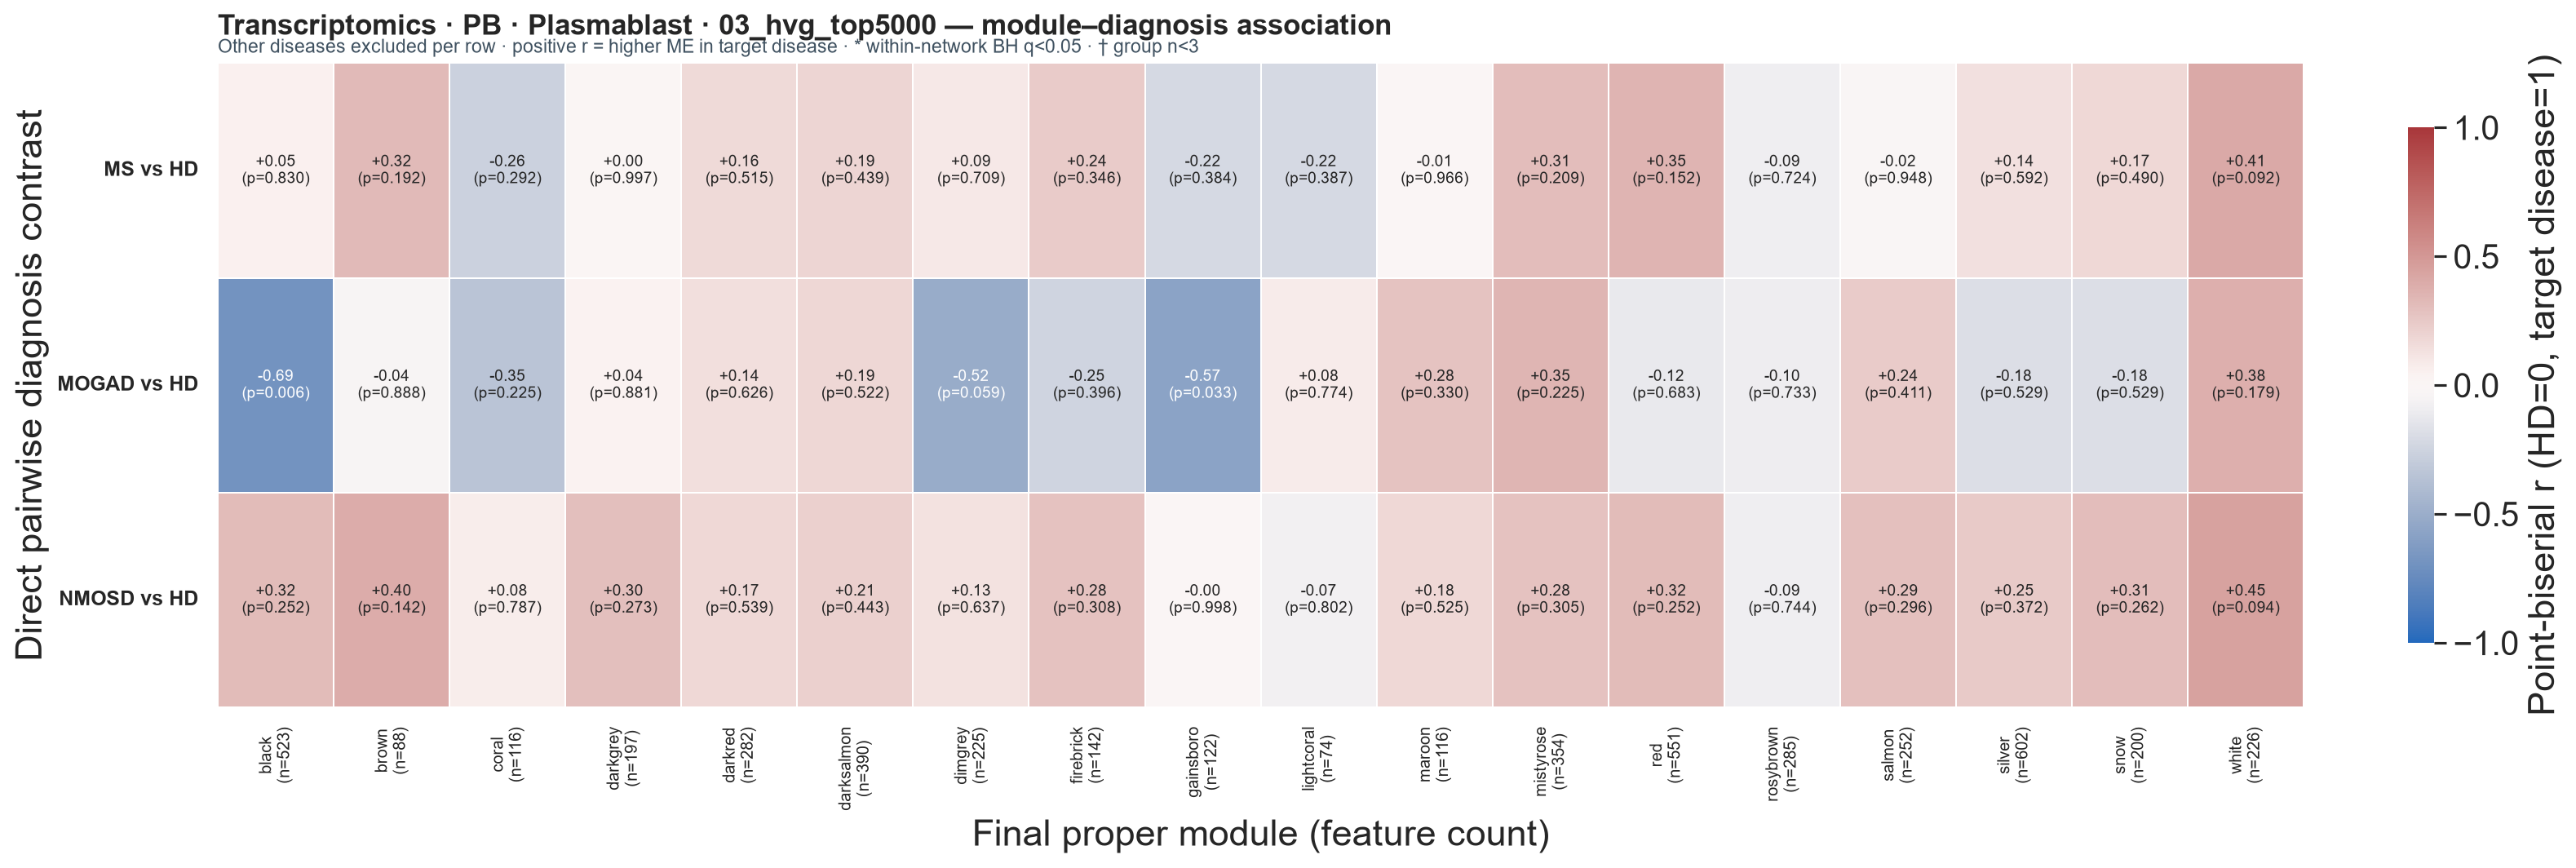 Transcriptomics · PB · Plasmablast · 03_hvg_top5000 — module–diagnosis association
Other diseases excluded per row · positive r = higher ME in target disease · * within-network BH q<0.05 · † group n<3
Direct pairwise diagnosis contrast
MS vs HD
+0.05 +0.32 -0.26 +0.00 +0.16 +0.19 +0.09 +0.24 -0.22 -0.22 -0.01 +0.31 +0.35 -0.09 -0.02 +0.14 +0.17 +0.41
(p=0.830) (p=0.192) (p=0.292) (p=0.997) (p=0.515) (p=0.439) (p=0.709) (p=0.346) (p=0.384) (p=0.387) (p=0.966) (p=0.209) (p=0.152) (p=0.724) (p=0.948) (p=0.592) (p=0.490) (p=0.092)
MOGAD vs HD
-0.69 -0.04 -0.35 +0.04 +0.14 +0.19 -0.52 -0.25 -0.57 +0.08 +0.28 +0.35 -0.12 -0.10 +0.24 -0.18 -0.18 +0.38
(p=0.006) (p=0.888) (p=0.225) (p=0.881) (p=0.626) (p=0.522) (p=0.059) (p=0.396) (p=0.033) (p=0.774) (p=0.330) (p=0.225) (p=0.683) (p=0.733) (p=0.411) (p=0.529) (p=0.529) (p=0.179)
NMOSD vs HD
+0.32 +0.40 +0.08 +0.30 +0.17 +0.21 +0.13 +0.28 -0.00 -0.07 +0.18 +0.28 +0.32 -0.09 +0.29 +0.25 +0.31 +0.45
(p=0.252) (p=0.142) (p=0.787) (p=0.273) (p=0.539) (p=0.443) (p=0.637) (p=0.308) (p=0.998) (p=0.802) (p=0.525) (p=0.305) (p=0.252) (p=0.744) (p=0.296) (p=0.372) (p=0.262) (p=0.094)
black
(n=523)
brown
(n=88)
coral
(n=116)
darkgrey
(n=197)
darkred
(n=282)
darksalmon
(n=390)
dimgrey
(n=225)
firebrick
(n=142)
gainsboro
(n=122)
lightcoral
(n=74)
maroon
(n=116)
mistyrose
(n=354)
red
(n=551)
rosybrown
(n=285)
salmon
(n=252)
silver
(n=602)
snow
(n=200)
white
(n=226)
Final proper module (feature count)
1.0
0.5
0.0
−0.5
−1.0
Point-biserial r (HD=0, target disease=1)